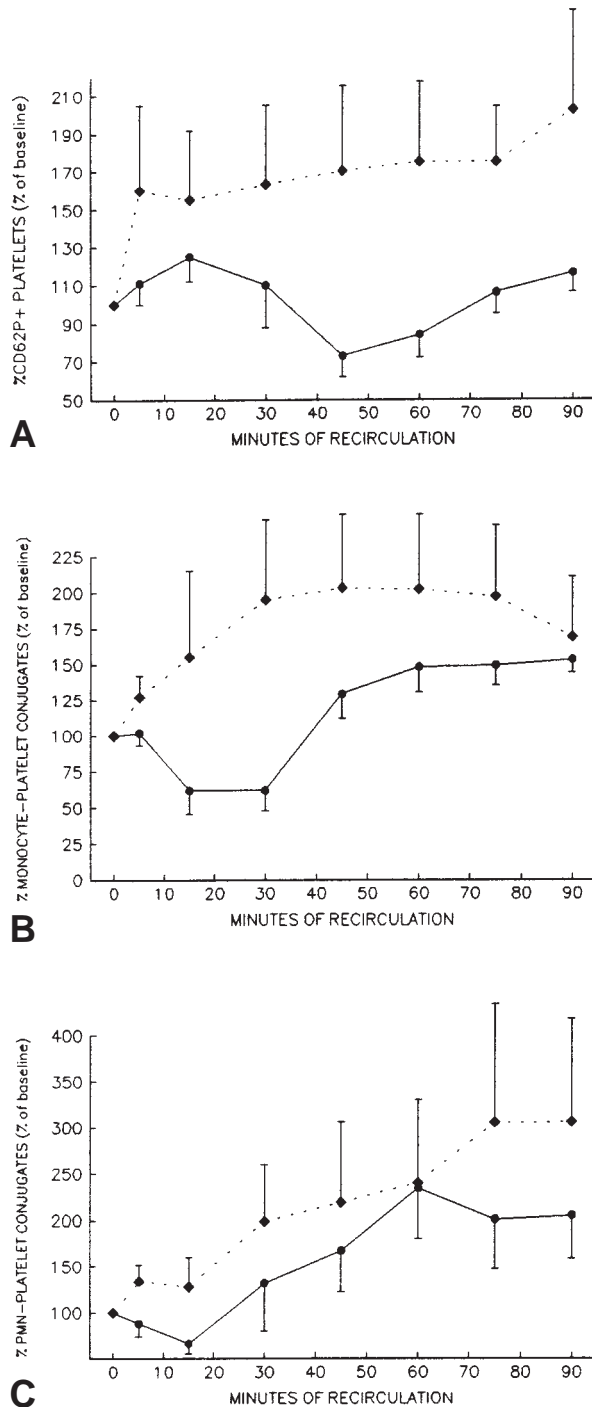 %CD62P+ PLATELETS (% of baseline)
210
190
170
150
130
110
90
70
50
0 10 20 30 40 50 60 70 80 90
MINUTES OF RECIRCULATION
A
% MONOCYTE-PLATELET CONJUGATES (% of baseline)
225
200
175
150
125
100
75
50
25
0
0 10 20 30 40 50 60 70 80 90
MINUTES OF RECIRCULATION
B
% PMN-PLATELET CONJUGATES (% of baseline)
400
350
300
250
200
150
100
0 10 20 30 40 50 60 70 80 90
MINUTES OF RECIRCULATION
C